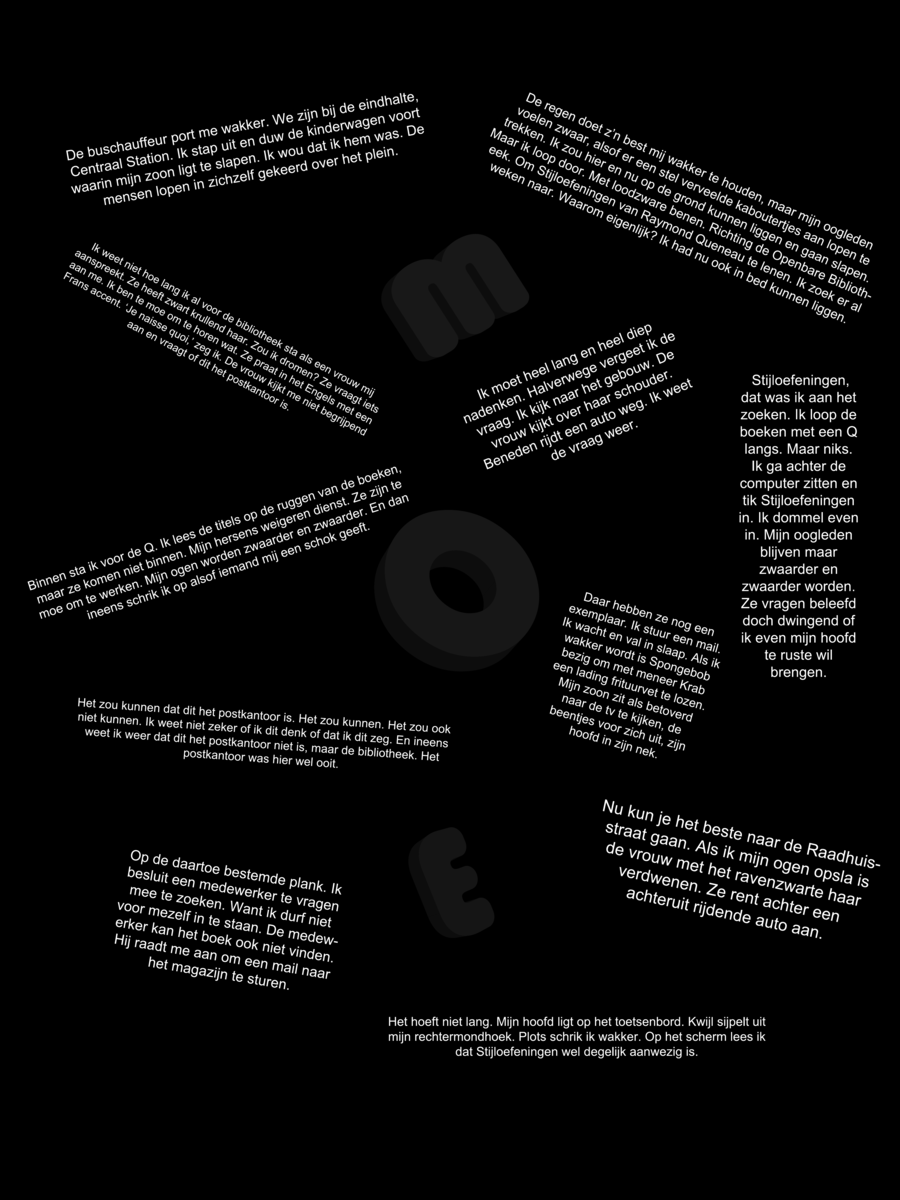 De buschauffeur port me wakker. We zijn bij de eindhalte,
Centraal Station. Ik stap uit en duw de kinderwagen voort
waarin mijn zoon ligt te slapen. Ik wou dat ik hem was. De
mensen lopen in zichzelf gekeerd over het plein.
De regen doet z'n best mij wakker te houden, maar mijn oogleden
voelen zwaar, alsof er een stel verveelde kaboutertjes aan lopen te
trekken. Ik zou hier en nu op de grond kunnen liggen en gaan slapen.
Maar ik loop door. Met loodzware benen. Richting de Openbare Biblioth-
eek. Om Stijloefeningen van Raymond Queneau te lenen. Ik zoek er al
weken naar. Waarom eigenlijk? Ik had nu ook in bed kunnen liggen.
m
Ik weet niet hoe lang ik al voor de bibliotheek sta als een vrouw mij
aanspreekt. Ze heeft zwart krullend haar. Zou ik dromen? Ze vraagt iets
aan me. Ik ben te moe om te horen wat. Ze praat in het Engels met een
Frans accent. 'Je naisse quoi,' zeg ik. De vrouw kijkt me niet begrijpend
aan en vraagt of dit het postkantoor is.
Ik moet heel lang en heel diep
nadenken. Halverwege vergeet ik de
vraag. Ik kijk naar het gebouw. De
vrouw kijkt over haar schouder.
Beneden rijdt een auto weg. Ik weet
de vraag weer.
Stijloefeningen,
dat was ik aan het
zoeken. Ik loop de
boeken met een Q
langs. Maar niks.
Ik ga achter de
computer zitten en
tik Stijloefeningen
in. Ik dommel even
in. Mijn oogleden
blijven maar
zwaarder en
zwaarder worden.
Ze vragen beleefd
doch dwingend of
ik even mijn hoofd
te ruste wil
brengen.
Binnen sta ik voor de Q. Ik lees de titels op de ruggen van de boeken,
maar ze komen niet binnen. Mijn hersens weigeren dienst. Ze zijn te
moe om te werken. Mijn ogen worden zwaarder en zwaarder. En dan
ineens schrik ik op alsof iemand mij een schok geeft.
O
Daar hebben ze nog een
exemplaar. Ik stuur een mail.
Ik wacht en val in slaap. Als ik
wakker wordt is Spongebob
bezig om met meneer Krab
een lading frituurvet te lozen.
Mijn zoon zit als betoverd
naar de tv te kijken, de
beentjes voor zich uit, zijn
hoofd in zijn nek.
Het zou kunnen dat dit het postkantoor is. Het zou kunnen. Het zou ook
niet kunnen. Ik weet niet zeker of ik dit denk of dat ik dit zeg. En ineens
weet ik weer dat dit het postkantoor niet is, maar de bibliotheek. Het
postkantoor was hier wel ooit.
Nu kun je het beste naar de Raadhuis-
straat gaan. Als ik mijn ogen opsla is
de vrouw met het ravenzwarte haar
verdwenen. Ze rent achter een
achteruit rijdende auto aan.
E
Op de daartoe bestemde plank. Ik
besluit een medewerker te vragen
mee te zoeken. Want ik durf niet
voor mezelf in te staan. De medew-
erker kan het boek ook niet vinden.
Hij raadt me aan om een mail naar
het magazijn te sturen.
Het hoeft niet lang. Mijn hoofd ligt op het toetsenbord. Kwijl sijpelt uit
mijn rechtermondhoek. Plots schrik ik wakker. Op het scherm lees ik
dat Stijloefeningen wel degelijk aanwezig is.